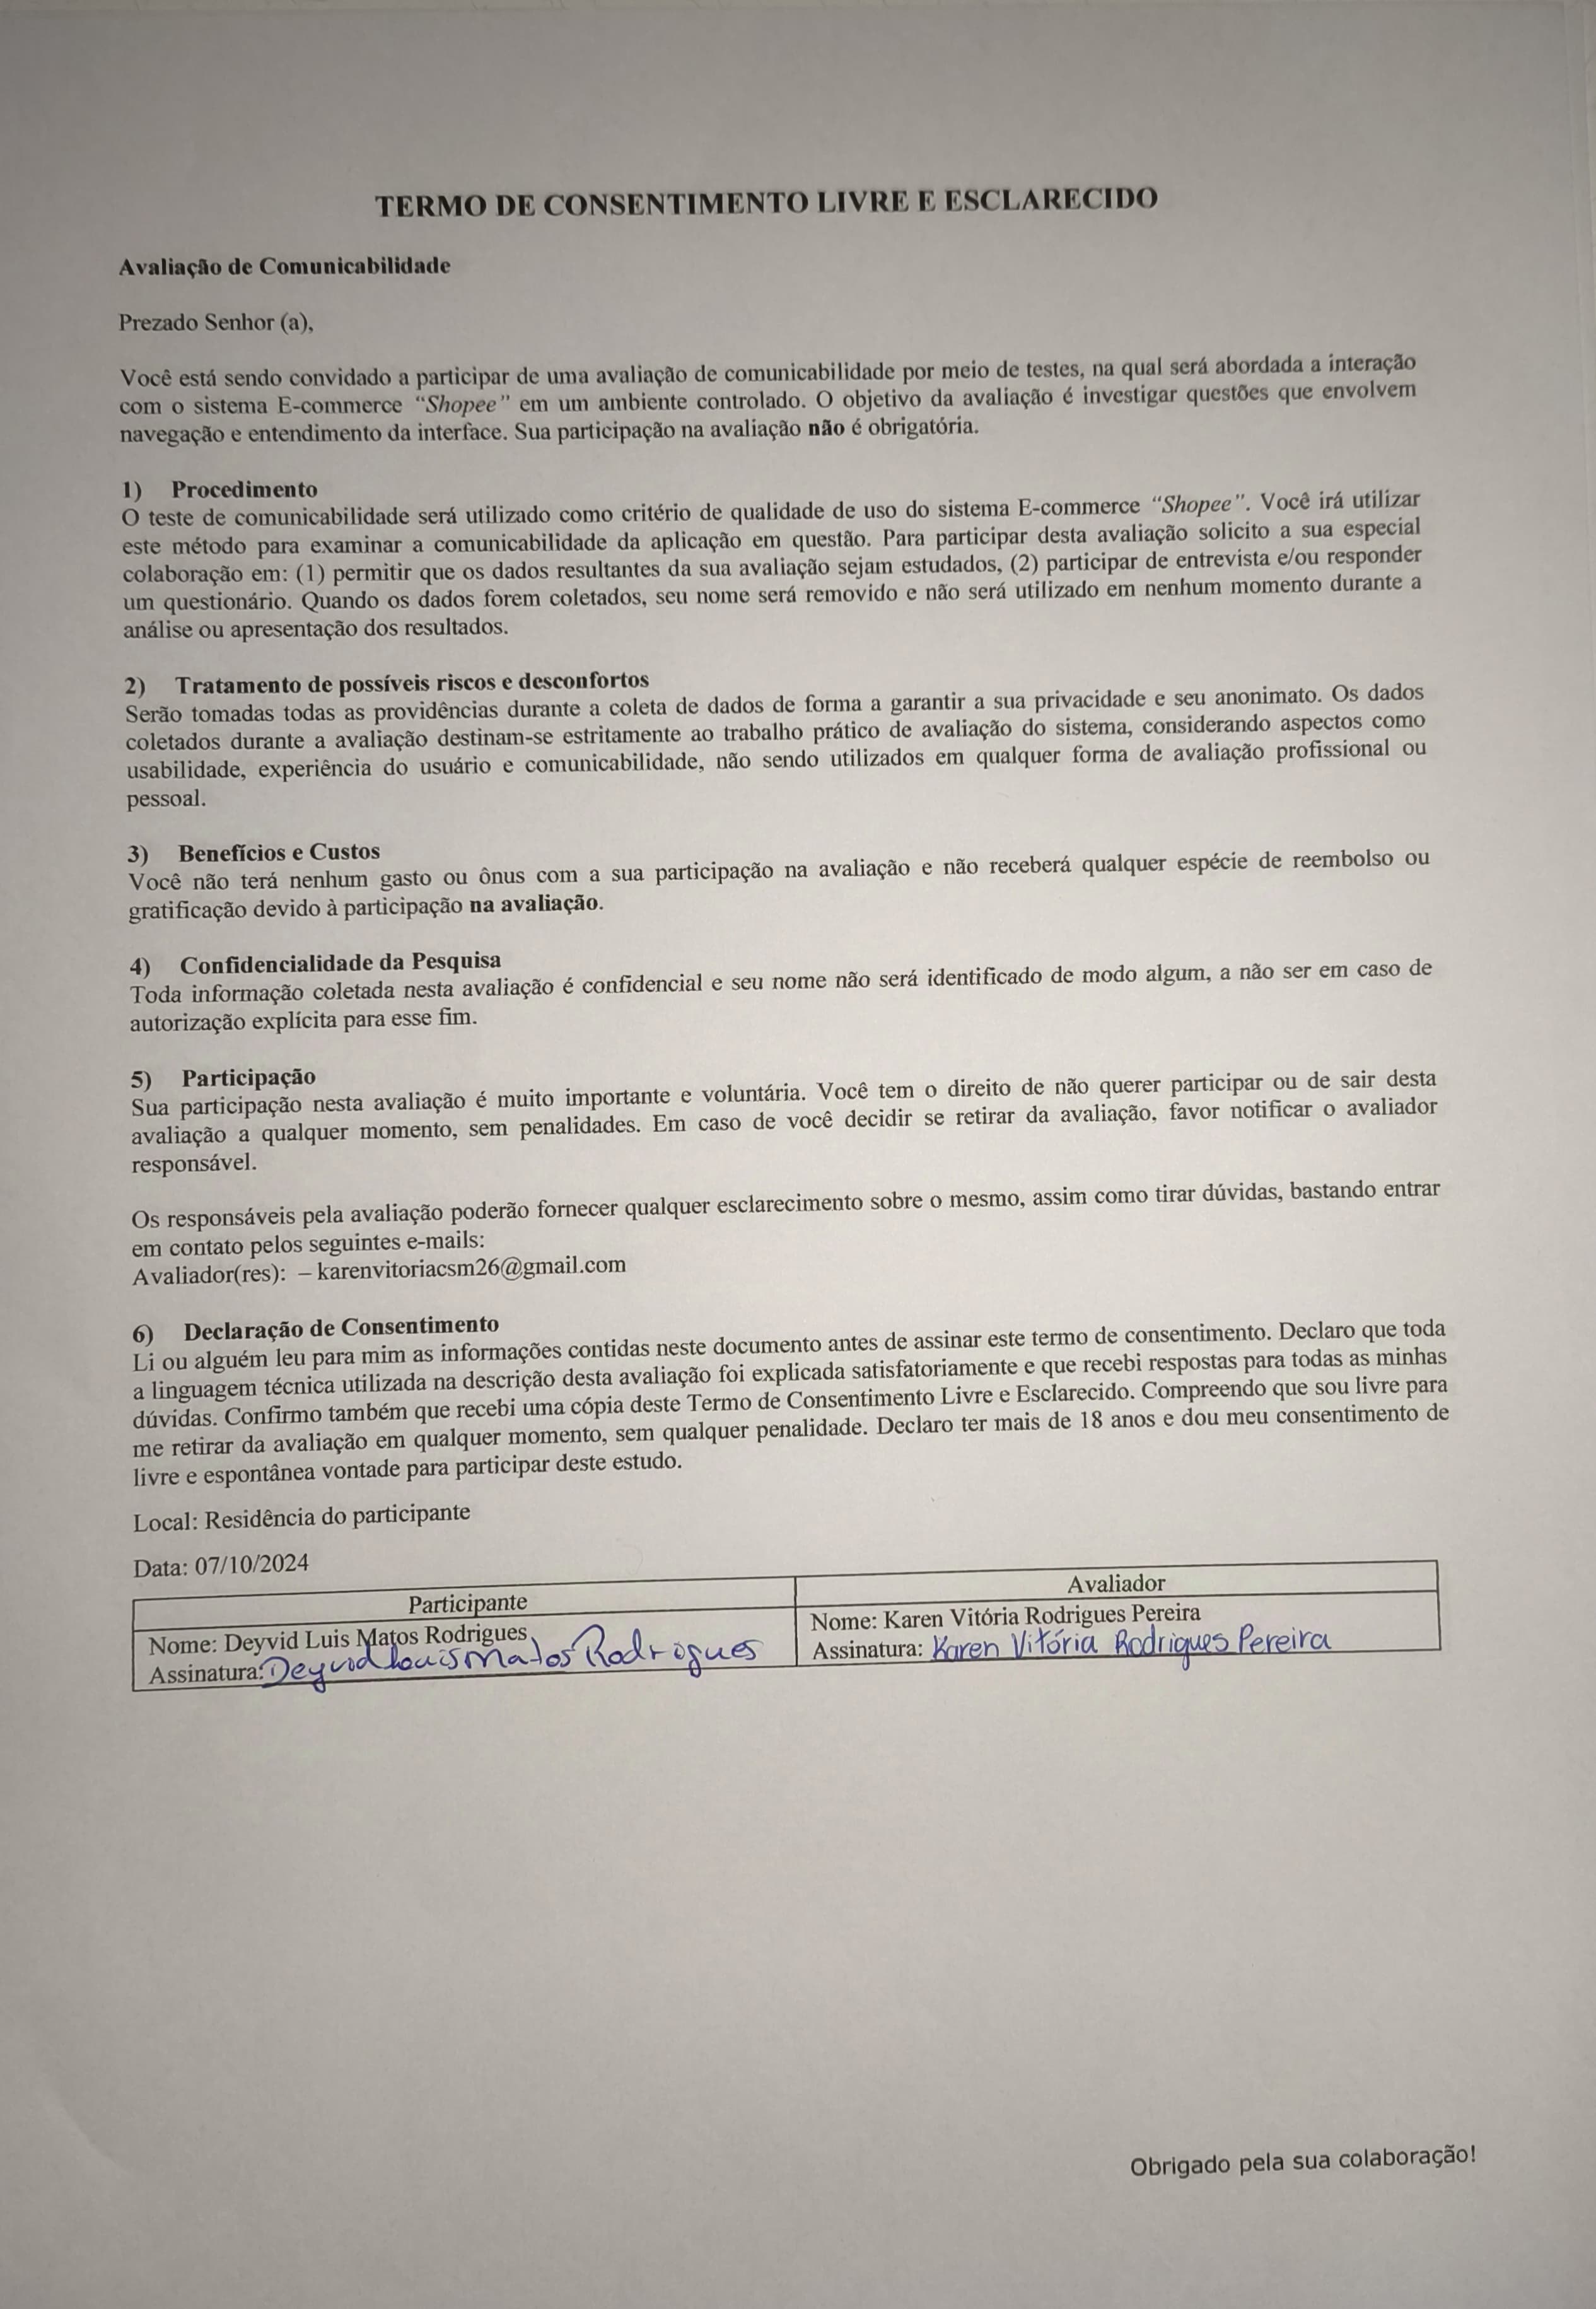 TERMO DE CONSENTIMENTO LIVRE E ESCLARECIDO
Avaliação de Comunicabilidade
Prezado Senhor (a),
Você está sendo convidado a participar de uma avaliação de comunicabilidade por meio de testes, na qual será abordada a interação
com o sistema E-commerce “Shopee” em um ambiente controlado. O objetivo da avaliação é investigar questões que envolvem
navegação e entendimento da interface. Sua participação na avaliação não é obrigatória.
1) Procedimento
O teste de comunicabilidade será utilizado como critério de qualidade de uso do sistema E-commerce “Shopee”. Você irá utilizar
este método para examinar a comunicabilidade da aplicação em questão. Para participar desta avaliação solicito a sua especial
colaboração em: (1) permitir que os dados resultantes da sua avaliação sejam estudados, (2) participar de entrevista e/ou responder
um questionário. Quando os dados forem coletados, seu nome será removido e não será utilizado em nenhum momento durante a
análise ou apresentação dos resultados.
2) Tratamento de possíveis riscos e desconfortos
Serão tomadas todas as providências durante a coleta de dados de forma a garantir a sua privacidade e seu anonimato. Os dados
coletados durante a avaliação destinam-se estritamente ao trabalho prático de avaliação do sistema, considerando aspectos como
usabilidade, experiência do usuário e comunicabilidade, não sendo utilizados em qualquer forma de avaliação profissional ou
pessoal.
3) Benefícios e Custos
Você não terá nenhum gasto ou ônus com a sua participação na avaliação e não receberá qualquer espécie de reembolso ou
gratificação devido à participação na avaliação.
4) Confidencialidade da Pesquisa
Toda informação coletada nesta avaliação é confidencial e seu nome não será identificado de modo algum, a não ser em caso de
autorização explícita para esse fim.
5) Participação
Sua participação nesta avaliação é muito importante e voluntária. Você tem o direito de não querer participar ou de sair desta
avaliação a qualquer momento, sem penalidades. Em caso de você decidir se retirar da avaliação, favor notificar o avaliador
responsável.
Os responsáveis pela avaliação poderão fornecer qualquer esclarecimento sobre o mesmo, assim como tirar dúvidas, bastando entrar
em contato pelos seguintes e-mails:
Avaliador(res): – karenvitoriacsm26@gmail.com
6) Declaração de Consentimento
Li ou alguém leu para mim as informações contidas neste documento antes de assinar este termo de consentimento. Declaro que toda
a linguagem técnica utilizada na descrição desta avaliação foi explicada satisfatoriamente e que recebi respostas para todas as minhas
dúvidas. Confirmo também que recebi uma cópia deste Termo de Consentimento Livre e Esclarecido. Compreendo que sou livre para
me retirar da avaliação em qualquer momento, sem qualquer penalidade. Declaro ter mais de 18 anos e dou meu consentimento de
livre e espontânea vontade para participar deste estudo.
Local: Residência do participante
Data: 07/10/2024
Participante
Nome: Deyvid Luis Matos Rodrigues
Assinatura: Deyvid Louis Matos Rodrigues
Avaliador
Nome: Karen Vitória Rodrigues Pereira
Assinatura: Karen Vitória Rodrigues Pereira
Obrigado pela sua colaboração!